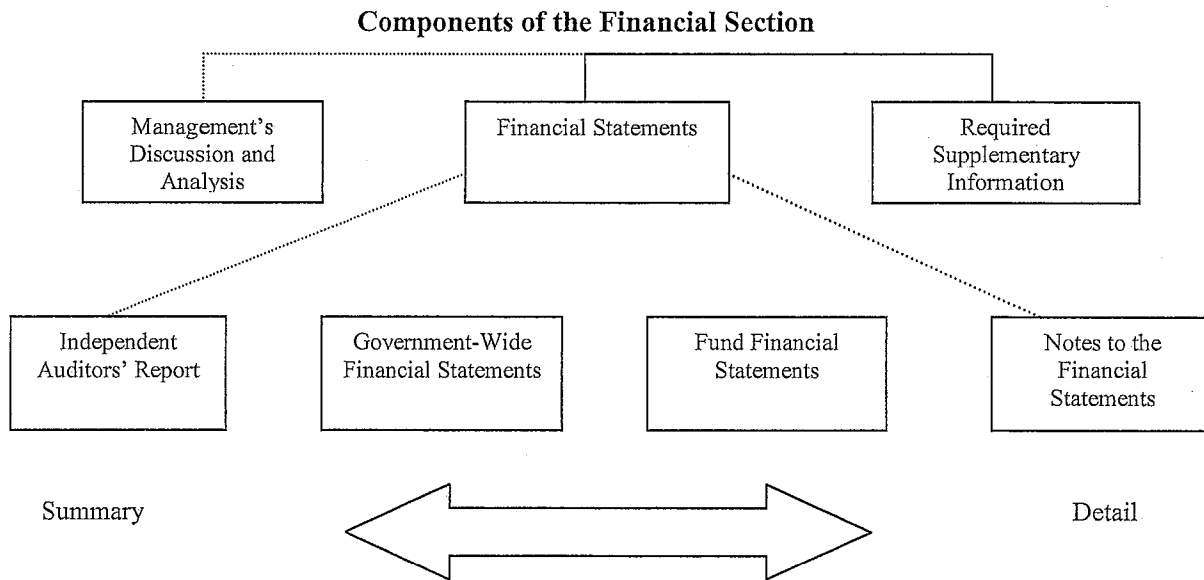 Components of the Financial Section
Management's
Discussion and
Analysis
Financial Statements
Required
Supplementary
Information
Independent
Auditors' Report
Government-Wide
Financial Statements
Fund Financial
Statements
Notes to the
Financial
Statements
Summary
Detail